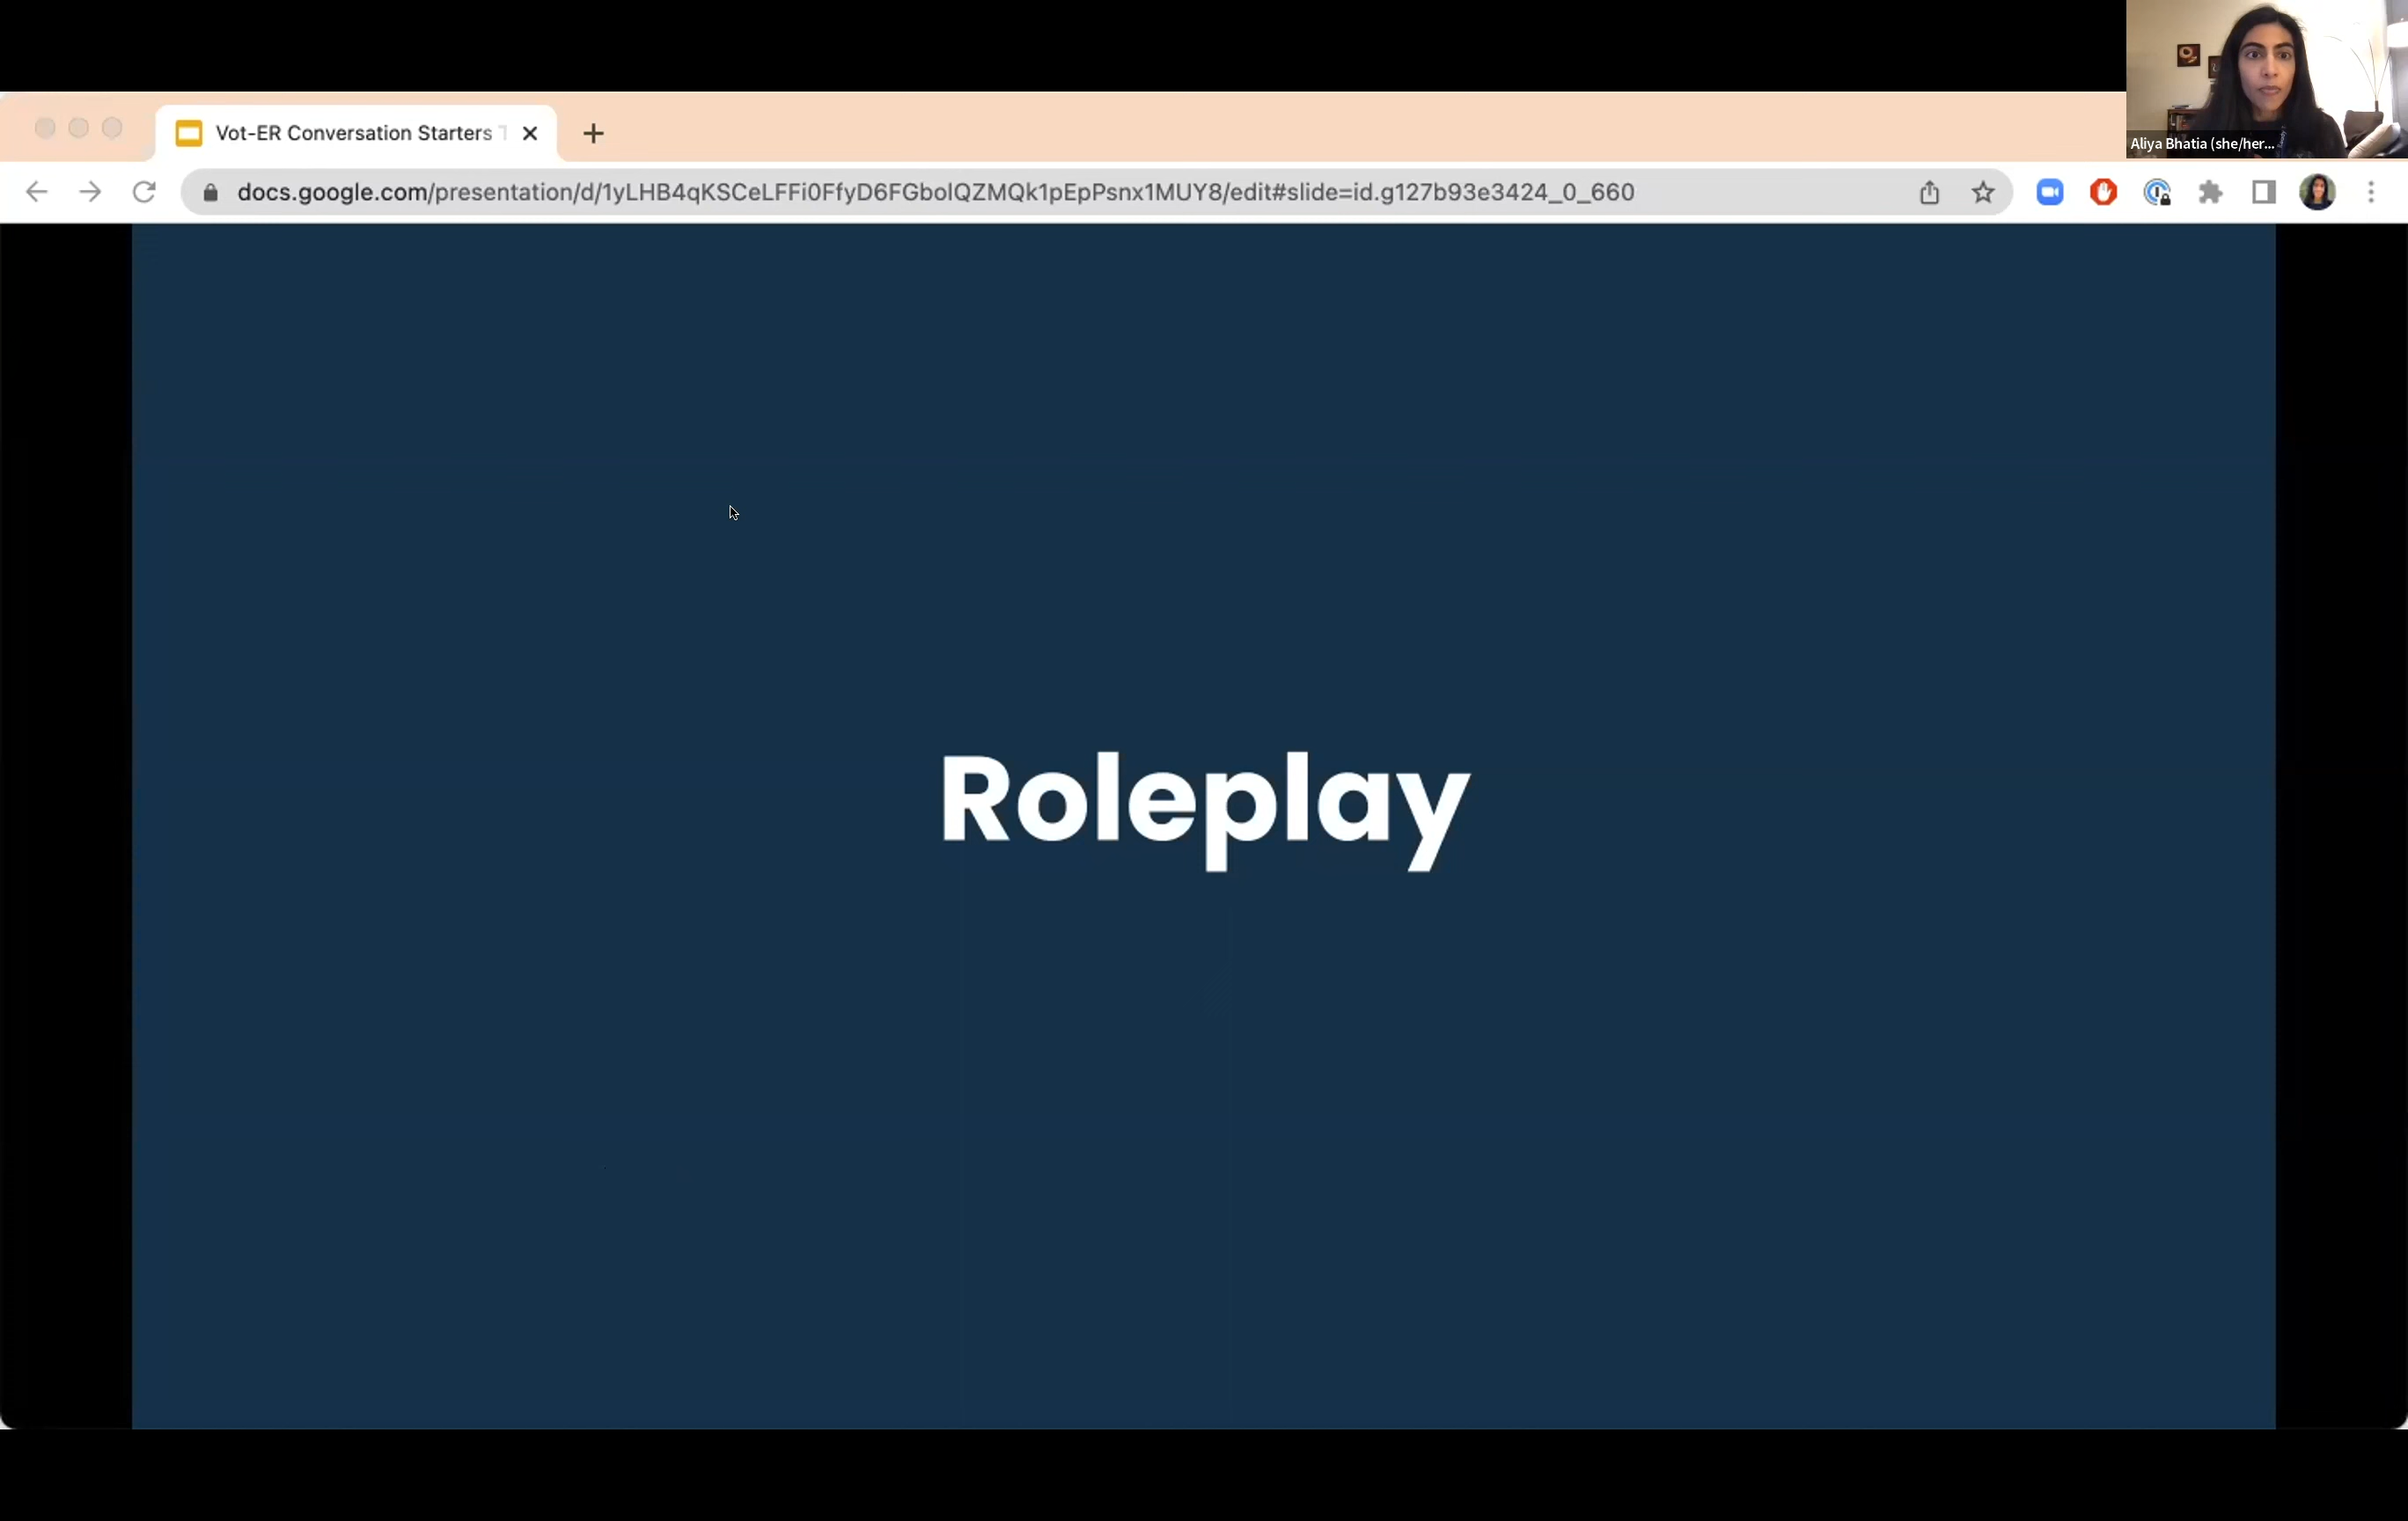 Vot-ER Conversation Starters
docs.google.com/presentation/d/1yLHB4qKSCeLFFi0FfyD6FGbolQZMQk1pEpPsnx1MUY8/edit#slide=id.g127b93e3424_0_660
Aliya Bhatia (she/her...
Roleplay